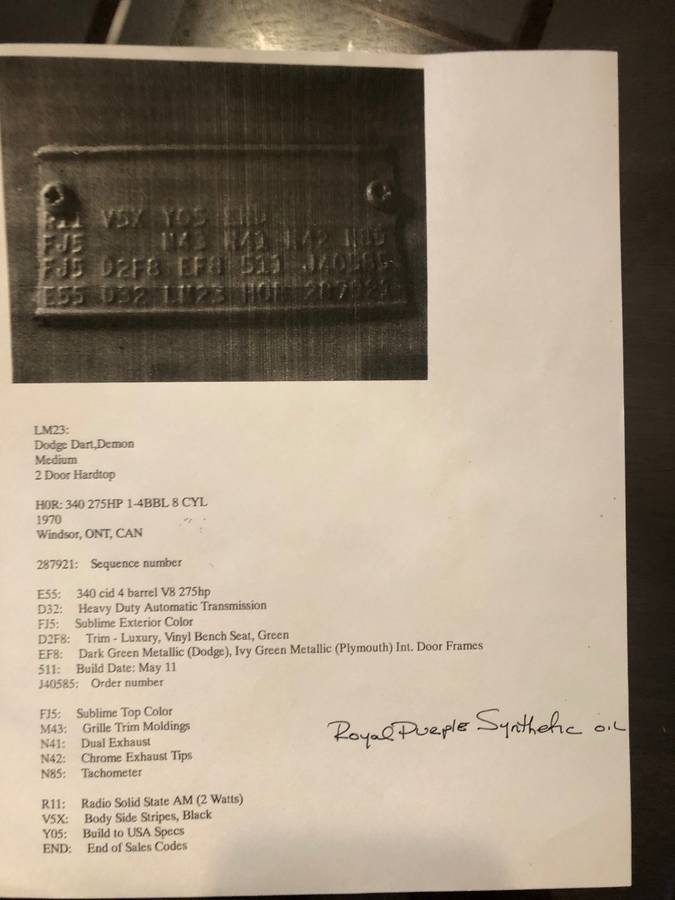 R11 V5X Y05 END
FJ5 M43 N41 N42 N85
FJ5 D2F8 EF8 511 J40585
E55 D32 LM23 H0R 287921
LM23:
Dodge Dart,Demon
Medium
2 Door Hardtop
H0R: 340 275HP 1-4BBL 8 CYL
1970
Windsor, ONT, CAN
287921: Sequence number
E55: 340 cid 4 barrel V8 275hp
D32: Heavy Duty Automatic Transmission
FJ5: Sublime Exterior Color
D2F8: Trim - Luxury, Vinyl Bench Seat, Green
EF8: Dark Green Metallic (Dodge), Ivy Green Metallic (Plymouth) Int. Door Frames
511: Build Date: May 11
J40585: Order number
FJ5: Sublime Top Color
M43: Grille Trim Moldings
Royal Purple Synthetic oil
N41: Dual Exhaust
N42: Chrome Exhaust Tips
N85: Tachometer
R11: Radio Solid State AM (2 Watts)
V5X: Body Side Stripes, Black
Y05: Build to USA Specs
END: End of Sales Codes